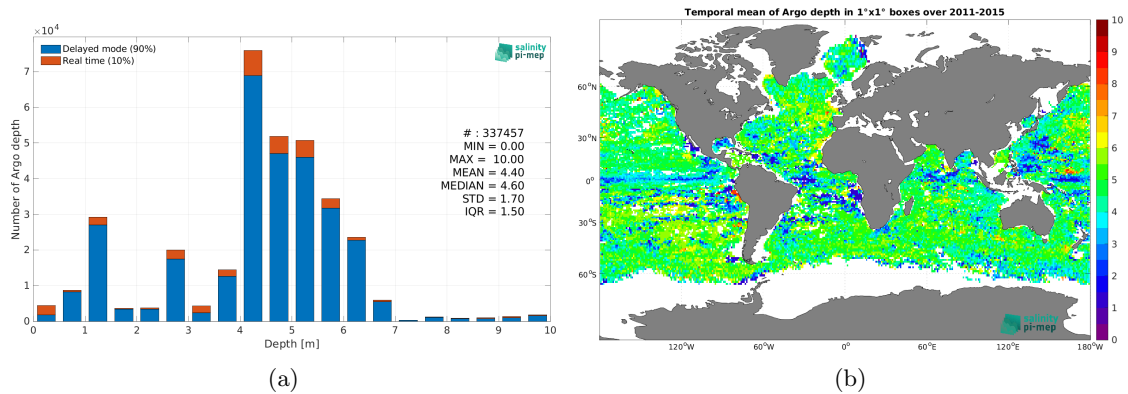 ×10⁴
Delayed mode (90%)
Real time (10%)
salinity
pi-mep
Number of Argo depth
7
6
5
4
3
2
1
0
# : 337457
MIN = 0.00
MAX = 10.00
MEAN = 4.40
MEDIAN = 4.60
STD = 1.70
IQR = 1.50
0 1 2 3 4 5 6 7 8 9 10
Depth [m]
(a)
Temporal mean of Argo depth in 1°x1° boxes over 2011-2015
60°N
30°N
0°
30°S
60°S
120°W 60°W 0° 60°E 120°E 180°W
salinity
pi-mep
10
9
8
7
6
5
4
3
2
1
0
(b)